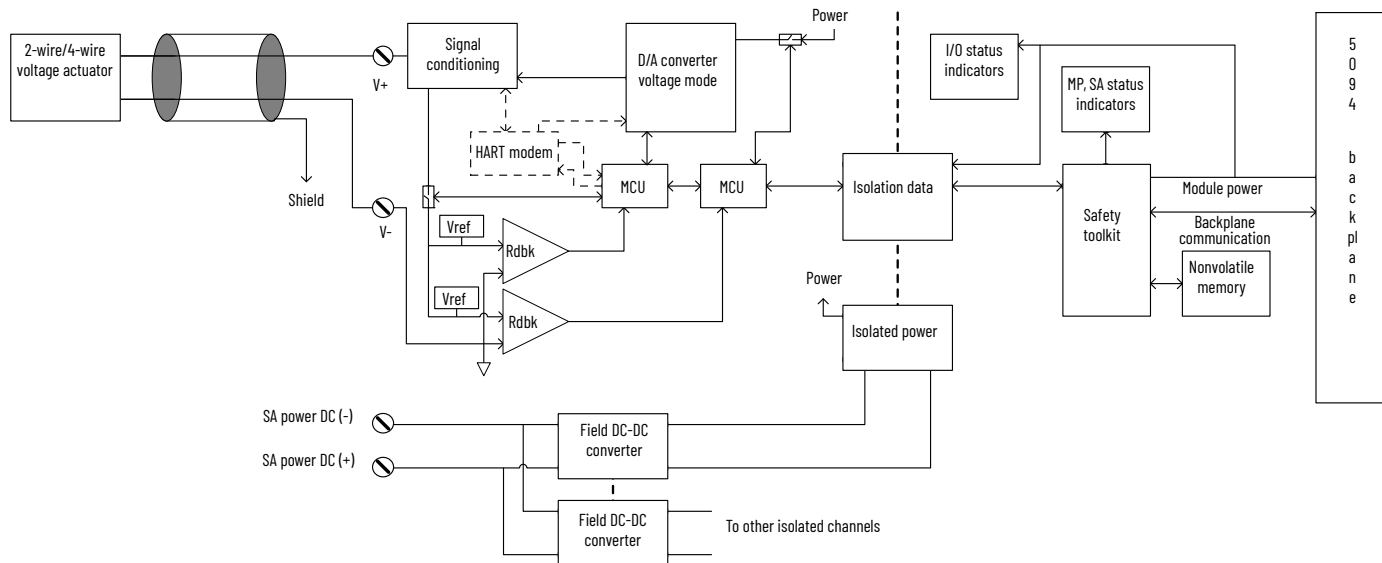 2-wire/4-wire
voltage actuator
V+
Signal
conditioning
D/A converter
voltage mode
Power
I/O status
indicators
MP, SA status
indicators
5
0
9
4
b
a
c
k
pl
a
n
e
HART modem
MCU
MCU
Isolation data
Safety
toolkit
Module power
Backplane
communication
Nonvolatile
memory
Shield
V-
Vref
Rdbk
Vref
Rdbk
Power
Isolated power
SA power DC (-)
SA power DC (+)
Field DC-DC
converter
Field DC-DC
converter
To other isolated channels